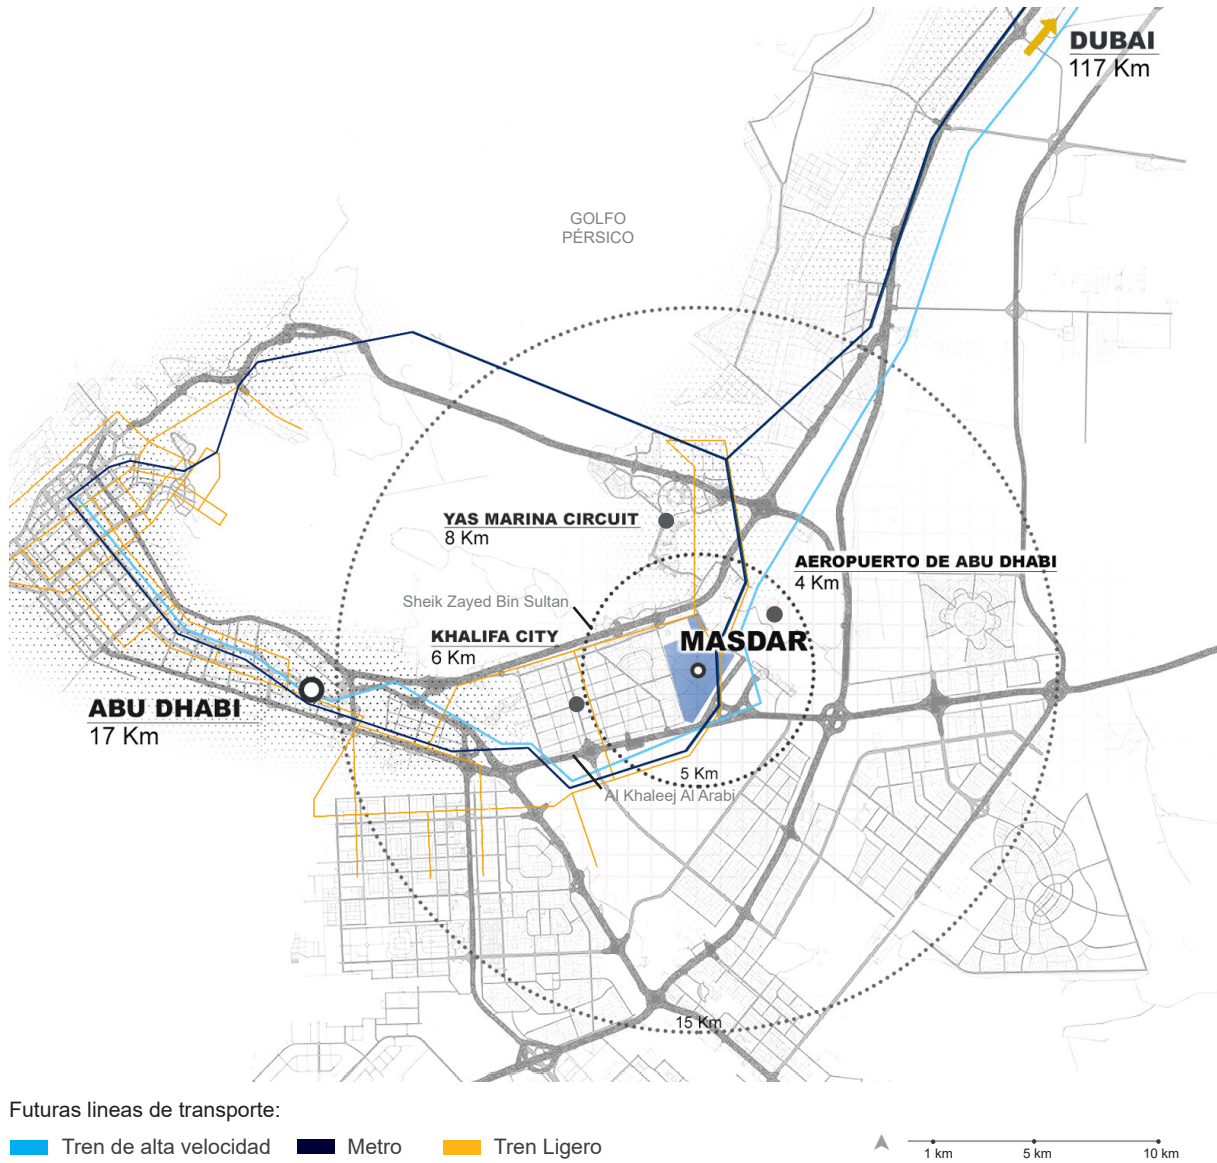 DUBAI
117 Km
GOLFO
PÉRSICO
YAS MARINA CIRCUIT
8 Km
AEROPUERTO DE ABU DHABI
4 Km
Sheik Zayed Bin Sultan
KHALIFA CITY
6 Km
MASDAR
ABU DHABI
17 Km
5 Km
Al Khaleej Al Arabi
15 Km
Futuras lineas de transporte:
Tren de alta velocidad
Metro
Tren Ligero
1 km
5 km
10 km